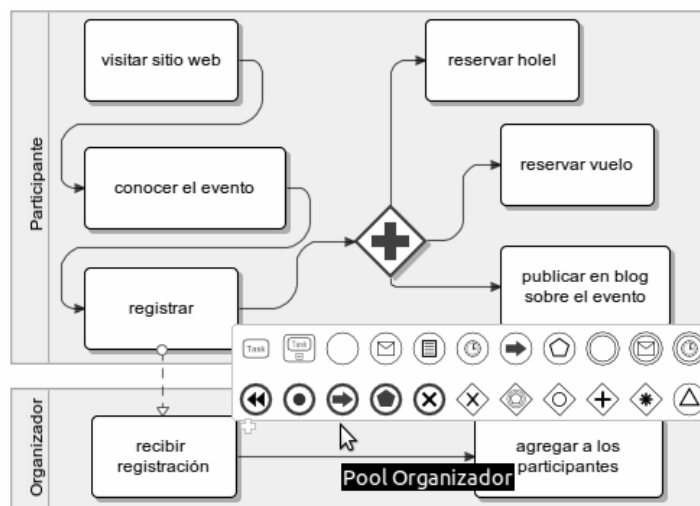 Participante
visitar sitio web
reservar holel
conocer el evento
reservar vuelo
registrar
publicar en blog
sobre el evento
Task
Task
Organizador
recibir
registración
agregar a los
participantes
Pool Organizador